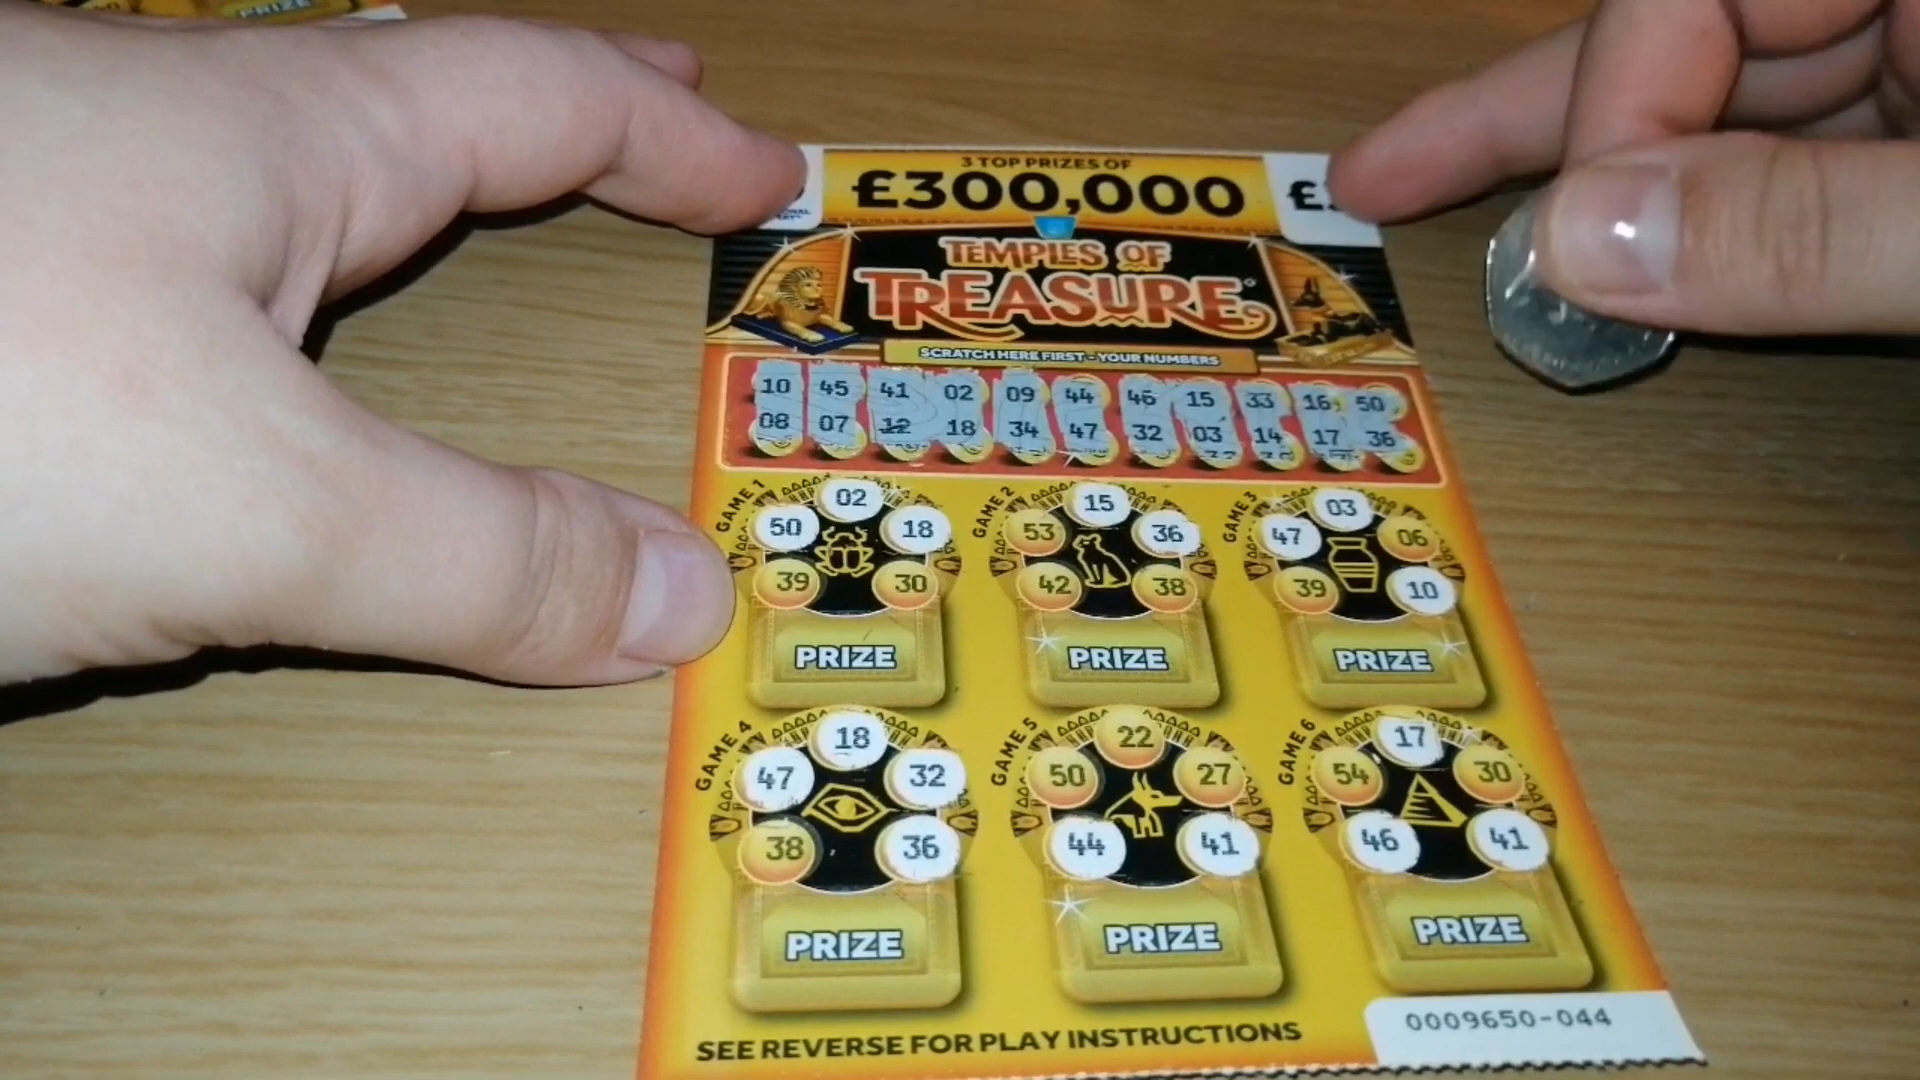 PRIZE
3 TOP PRIZES OF
£300,000
TEMPLES OF
TREASURE
SCRATCH HERE FIRST - YOUR NUMBERS
10 45 41 02 09 44 46 15 33 16 50
08 07 12 18 34 47 32 03 14 17 36
GAME 1
02
50 18
39 30
PRIZE
GAME 2
15
53 36
42 38
PRIZE
GAME 3
03
47 06
39 10
PRIZE
GAME 4
18
47 32
38 36
PRIZE
GAME 5
22
50 27
44 41
PRIZE
GAME 6
17
54 30
46 41
PRIZE
SEE REVERSE FOR PLAY INSTRUCTIONS
0009650-044